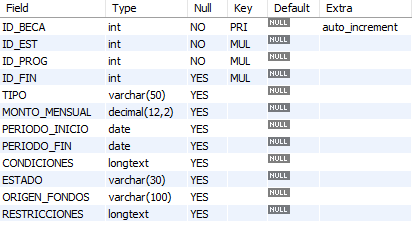 Field Type Null Key Default Extra
ID_BECA int NO PRI NULL auto_increment
ID_EST int NO MUL NULL
ID_PROG int NO MUL NULL
ID_FIN int YES MUL NULL
TIPO varchar(50) YES NULL
MONTO_MENSUAL decimal(12,2) YES NULL
PERIODO_INICIO date YES NULL
PERIODO_FIN date YES NULL
CONDICIONES longtext YES NULL
ESTADO varchar(30) YES NULL
ORIGEN_FONDOS varchar(100) YES NULL
RESTRICCIONES longtext YES NULL